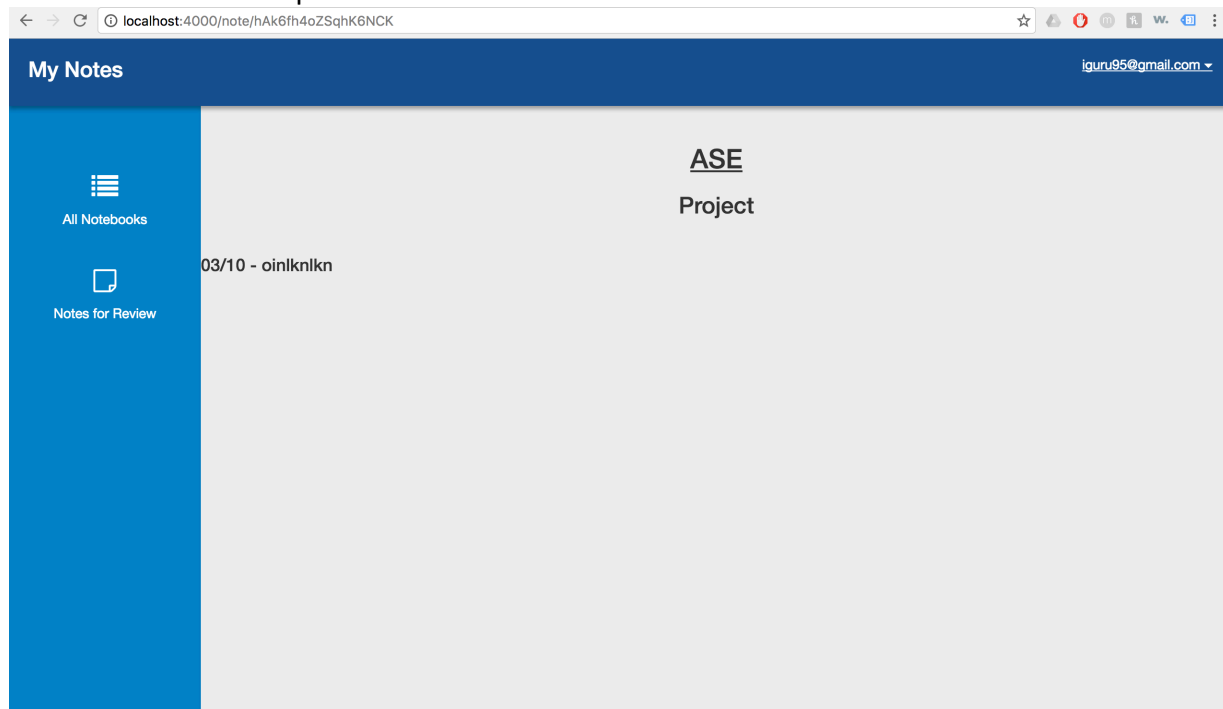 localhost:4000/note/hAk6fh4oZSqhK6NCK
W.
My Notes
iguru95@gmail.com
ASE
Project
All Notebooks
03/10 - oinlknlkn
Notes for Review